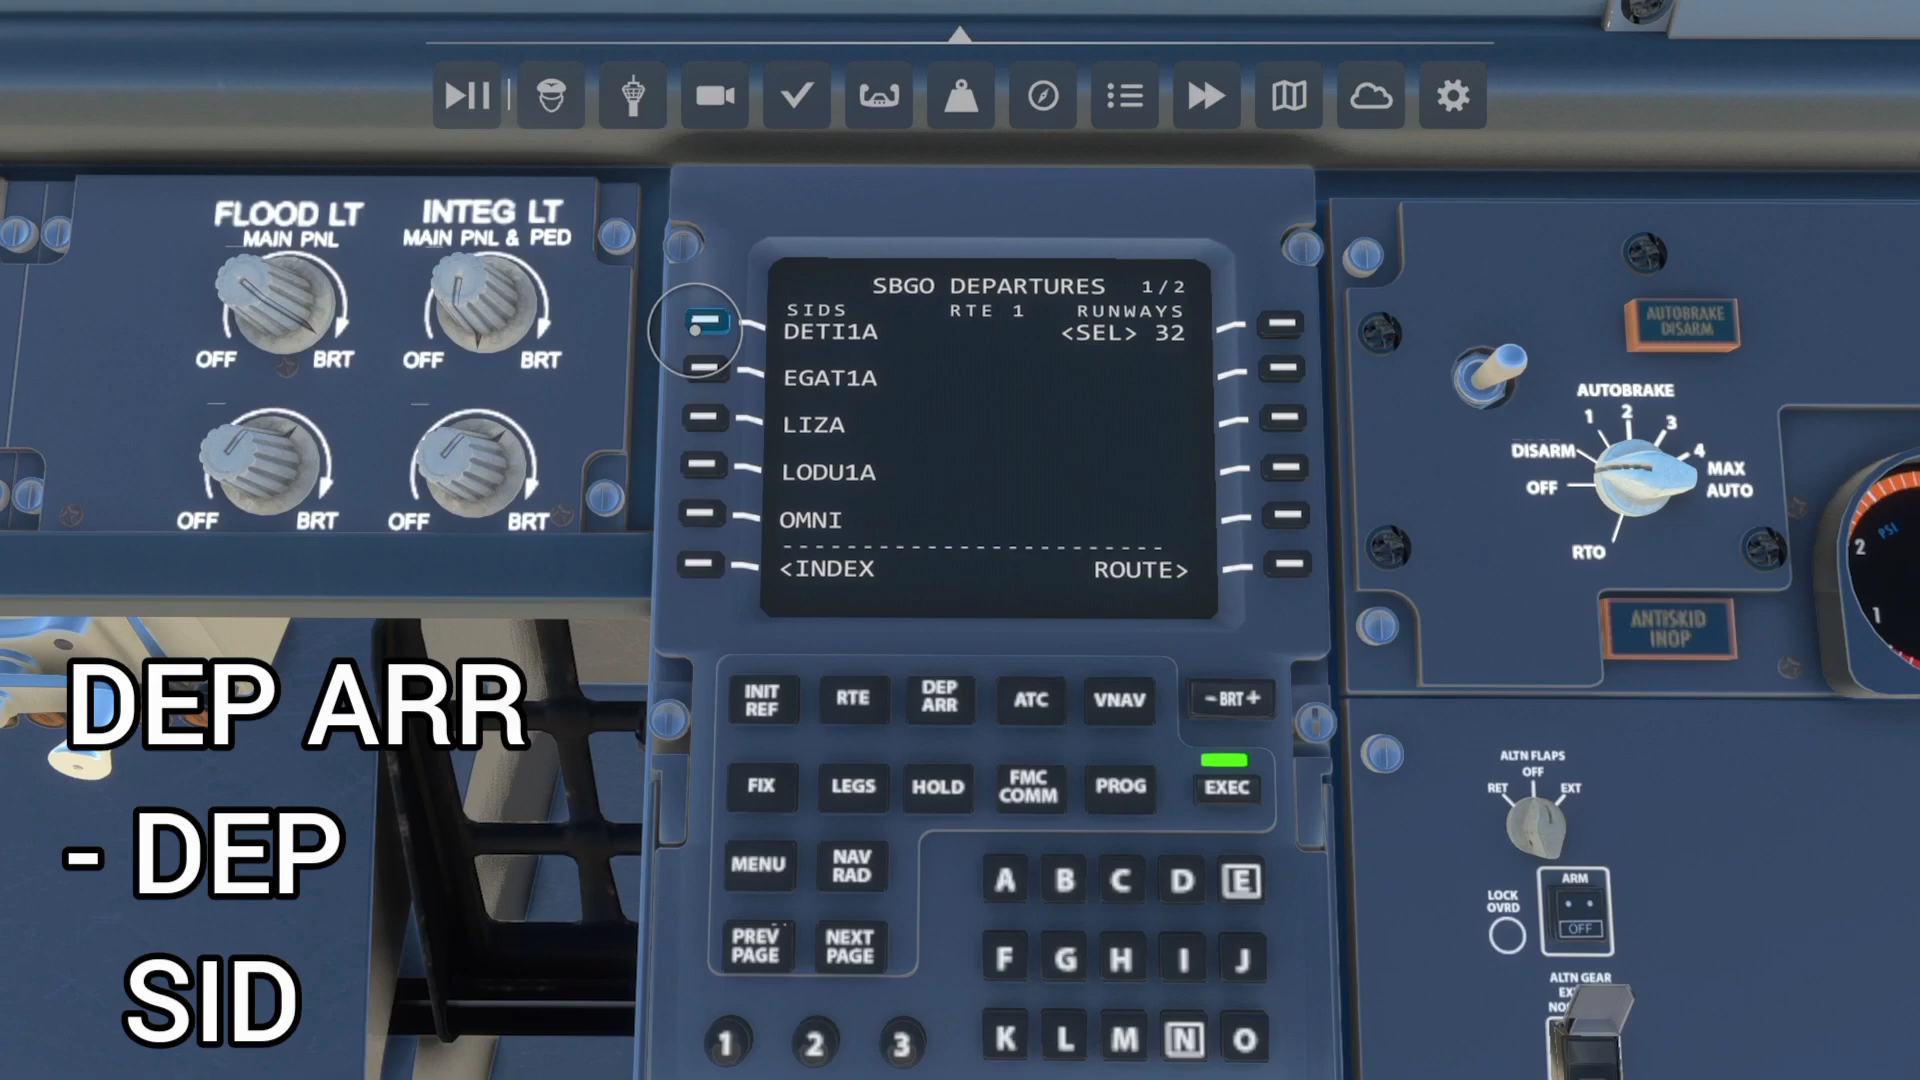 FLOOD LT
MAIN PNL
OFF BRT
INTEG LT
MAIN PNL & PED
OFF BRT
OFF BRT
OFF BRT
SBGO DEPARTURES 1/2
SIDS RTE 1 RUNWAYS
DETI1A <SEL> 32
EGAT1A
LIZA
LODU1A
OMNI
------------------------
<INDEX ROUTE>
AUTOBRAKE
DISARM
AUTOBRAKE
1 2 3
DISARM 4
MAX
OFF AUTO
RTO
PSI
2
1
ANTISKID
INOP
INIT
REF
RTE
DEP
ARR
ATC
VNAV
- BRT +
FIX
LEGS
HOLD
FMC
COMM
PROG
EXEC
MENU
NAV
RAD
PREV
PAGE
NEXT
PAGE
A B C D E
F G H I J
K L M N O
1 2 3
ALTN FLAPS
OFF
RET EXT
LOCK
OVRD
ARM
OFF
ALTN GEAR
DEP ARR
- DEP
SID